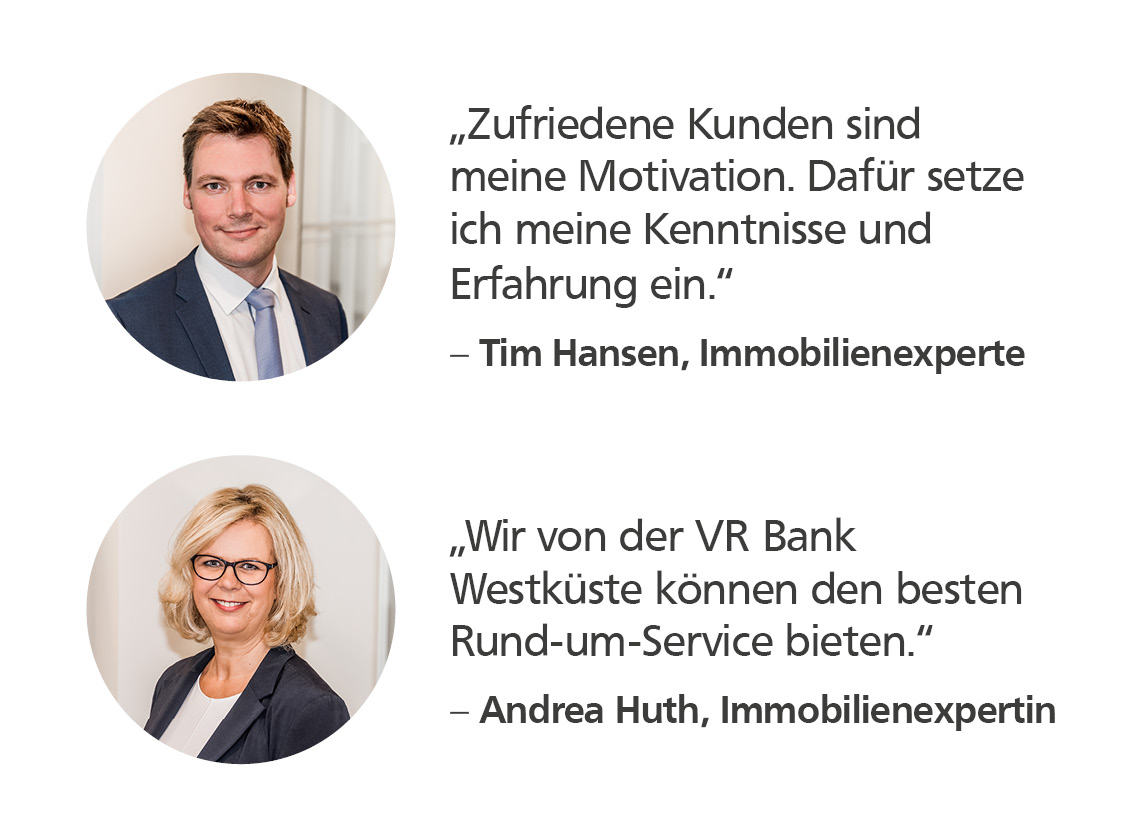 „Zufriedene Kunden sind
meine Motivation. Dafür setze
ich meine Kenntnisse und
Erfahrung ein.“
– Tim Hansen, Immobilienexperte
„Wir von der VR Bank
Westküste können den besten
Rund-um-Service bieten.“
– Andrea Huth, Immobilienexpertin